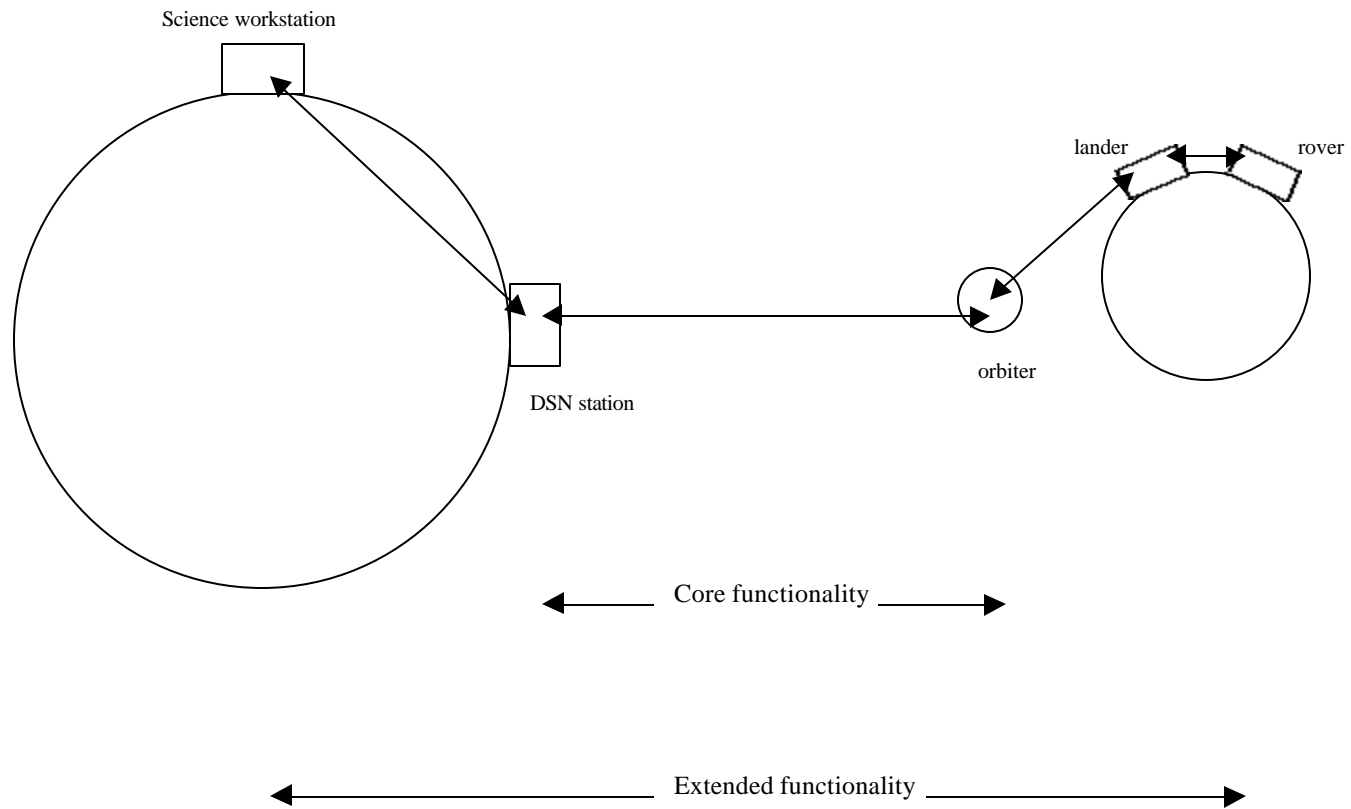 Science workstation
lander
rover
orbiter
DSN station
Core functionality
Extended functionality